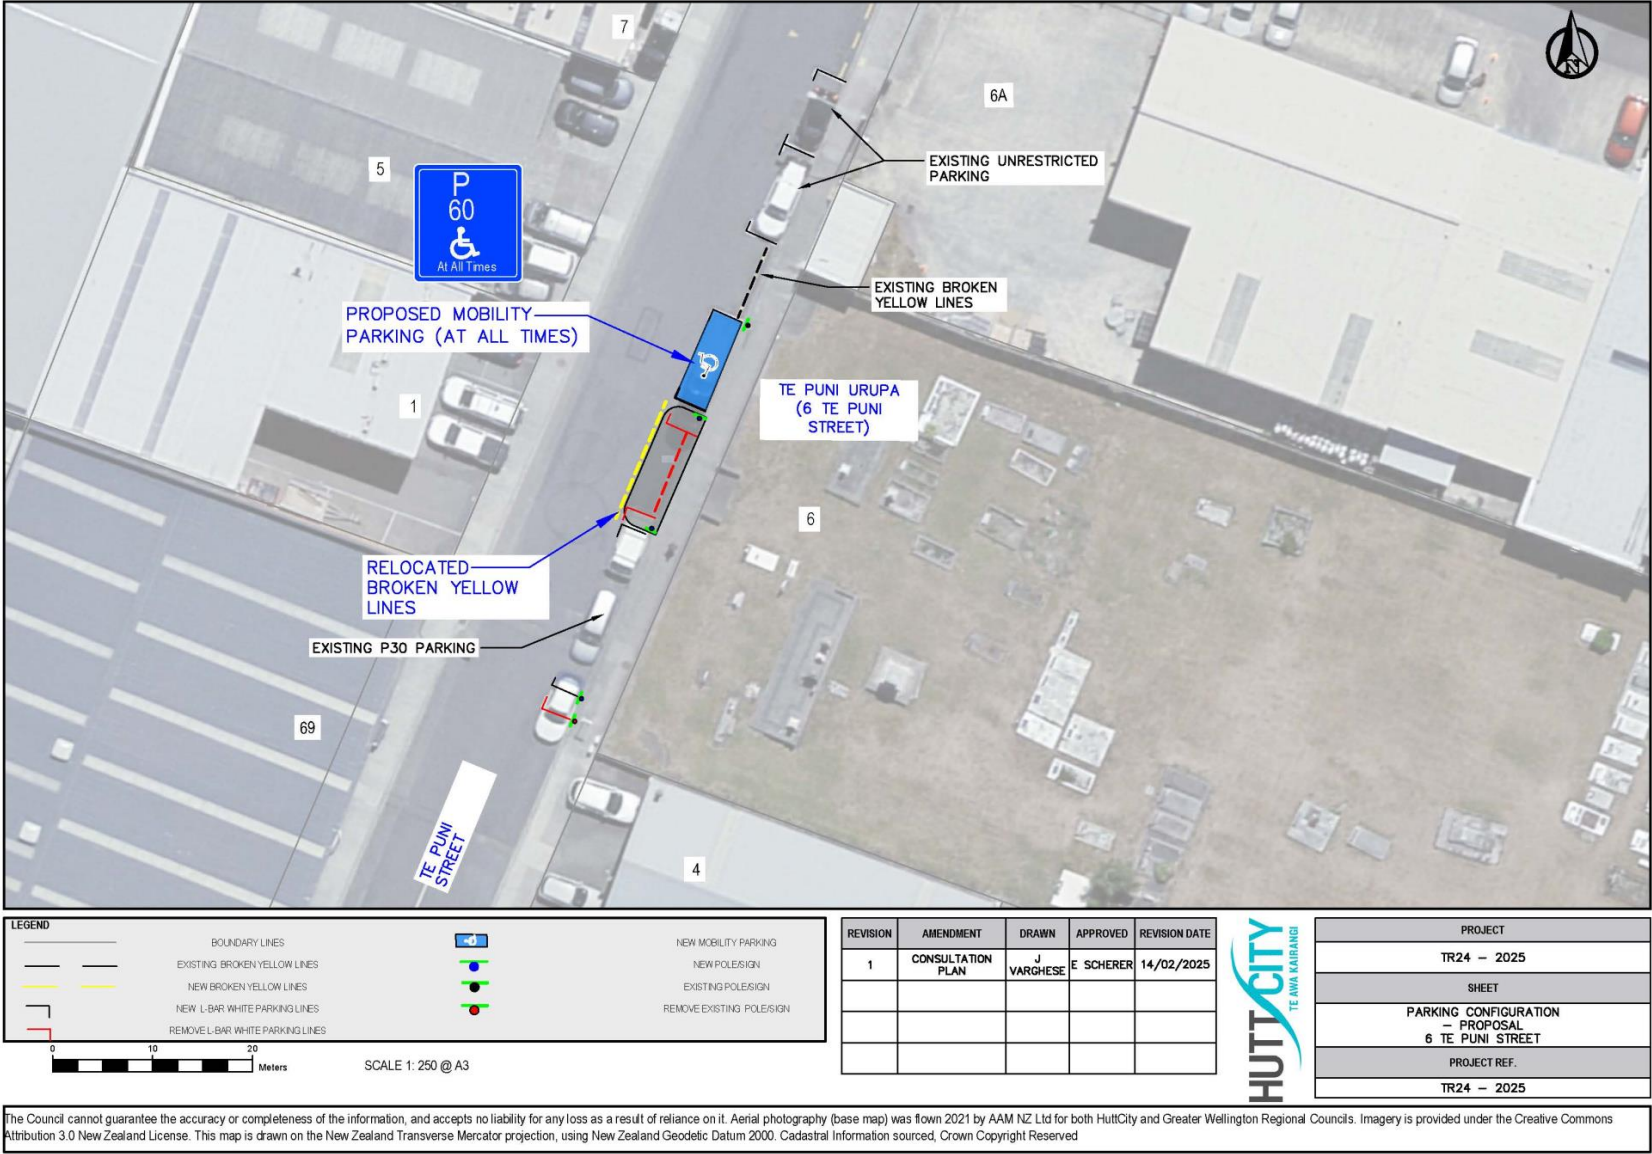 7
6A
EXISTING UNRESTRICTED
PARKING
5
P
60
At All Times
EXISTING BROKEN
YELLOW LINES
PROPOSED MOBILITY
PARKING (AT ALL TIMES)
TE PUNI URUPA
(6 TE PUNI
STREET)
1
6
RELOCATED
BROKEN YELLOW
LINES
EXISTING P30 PARKING
69
TE PUNI
STREET
4
N
LEGEND
BOUNDARY LINES
EXISTING BROKEN YELLOW LINES
NEW BROKEN YELLOW LINES
NEW L-BAR WHITE PARKING LINES
REMOVE L-BAR WHITE PARKING LINES
NEW MOBILITY PARKING
NEW POLE/SIGN
EXISTING POLE/SIGN
REMOVE EXISTING POLE/SIGN
0 10 20
Meters
SCALE 1: 250 @ A3
REVISION AMENDMENT DRAWN APPROVED REVISION DATE
1 CONSULTATION PLAN J VARGHESE E SCHERER 14/02/2025
HUTT CITY
TE AWA KAIRANGI
PROJECT
TR24 - 2025
SHEET
PARKING CONFIGURATION
- PROPOSAL
6 TE PUNI STREET
PROJECT REF.
TR24 - 2025
The Council cannot guarantee the accuracy or completeness of the information, and accepts no liability for any loss as a result of reliance on it. Aerial photography (base map) was flown 2021 by AAM NZ Ltd for both HuttCity and Greater Wellington Regional Councils. Imagery is provided under the Creative Commons
Attribution 3.0 New Zealand License. This map is drawn on the New Zealand Transverse Mercator projection, using New Zealand Geodetic Datum 2000. Cadastral Information sourced, Crown Copyright Reserved